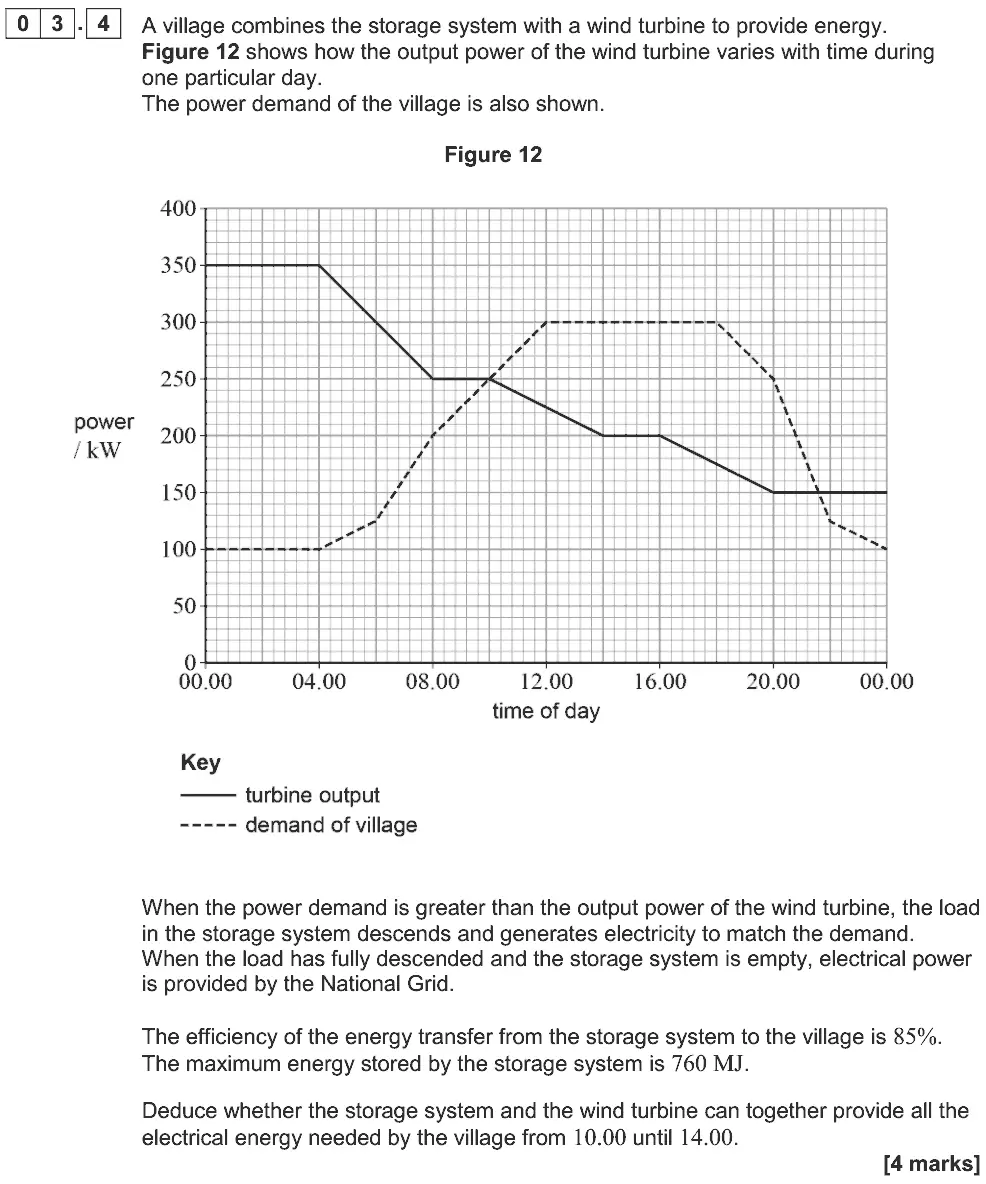 03.4 A village combines the storage system with a wind turbine to provide energy.
Figure 12 shows how the output power of the wind turbine varies with time during
one particular day.
The power demand of the village is also shown.
Figure 12
400
350
300
250
power
/ kW
200
150
100
50
0
00.00 04.00 08.00 12.00 16.00 20.00 00.00
time of day
Key
turbine output
demand of village
When the power demand is greater than the output power of the wind turbine, the load
in the storage system descends and generates electricity to match the demand.
When the load has fully descended and the storage system is empty, electrical power
is provided by the National Grid.
The efficiency of the energy transfer from the storage system to the village is 85%.
The maximum energy stored by the storage system is 760 MJ.
Deduce whether the storage system and the wind turbine can together provide all the
electrical energy needed by the village from 10.00 until 14.00.
[4 marks]